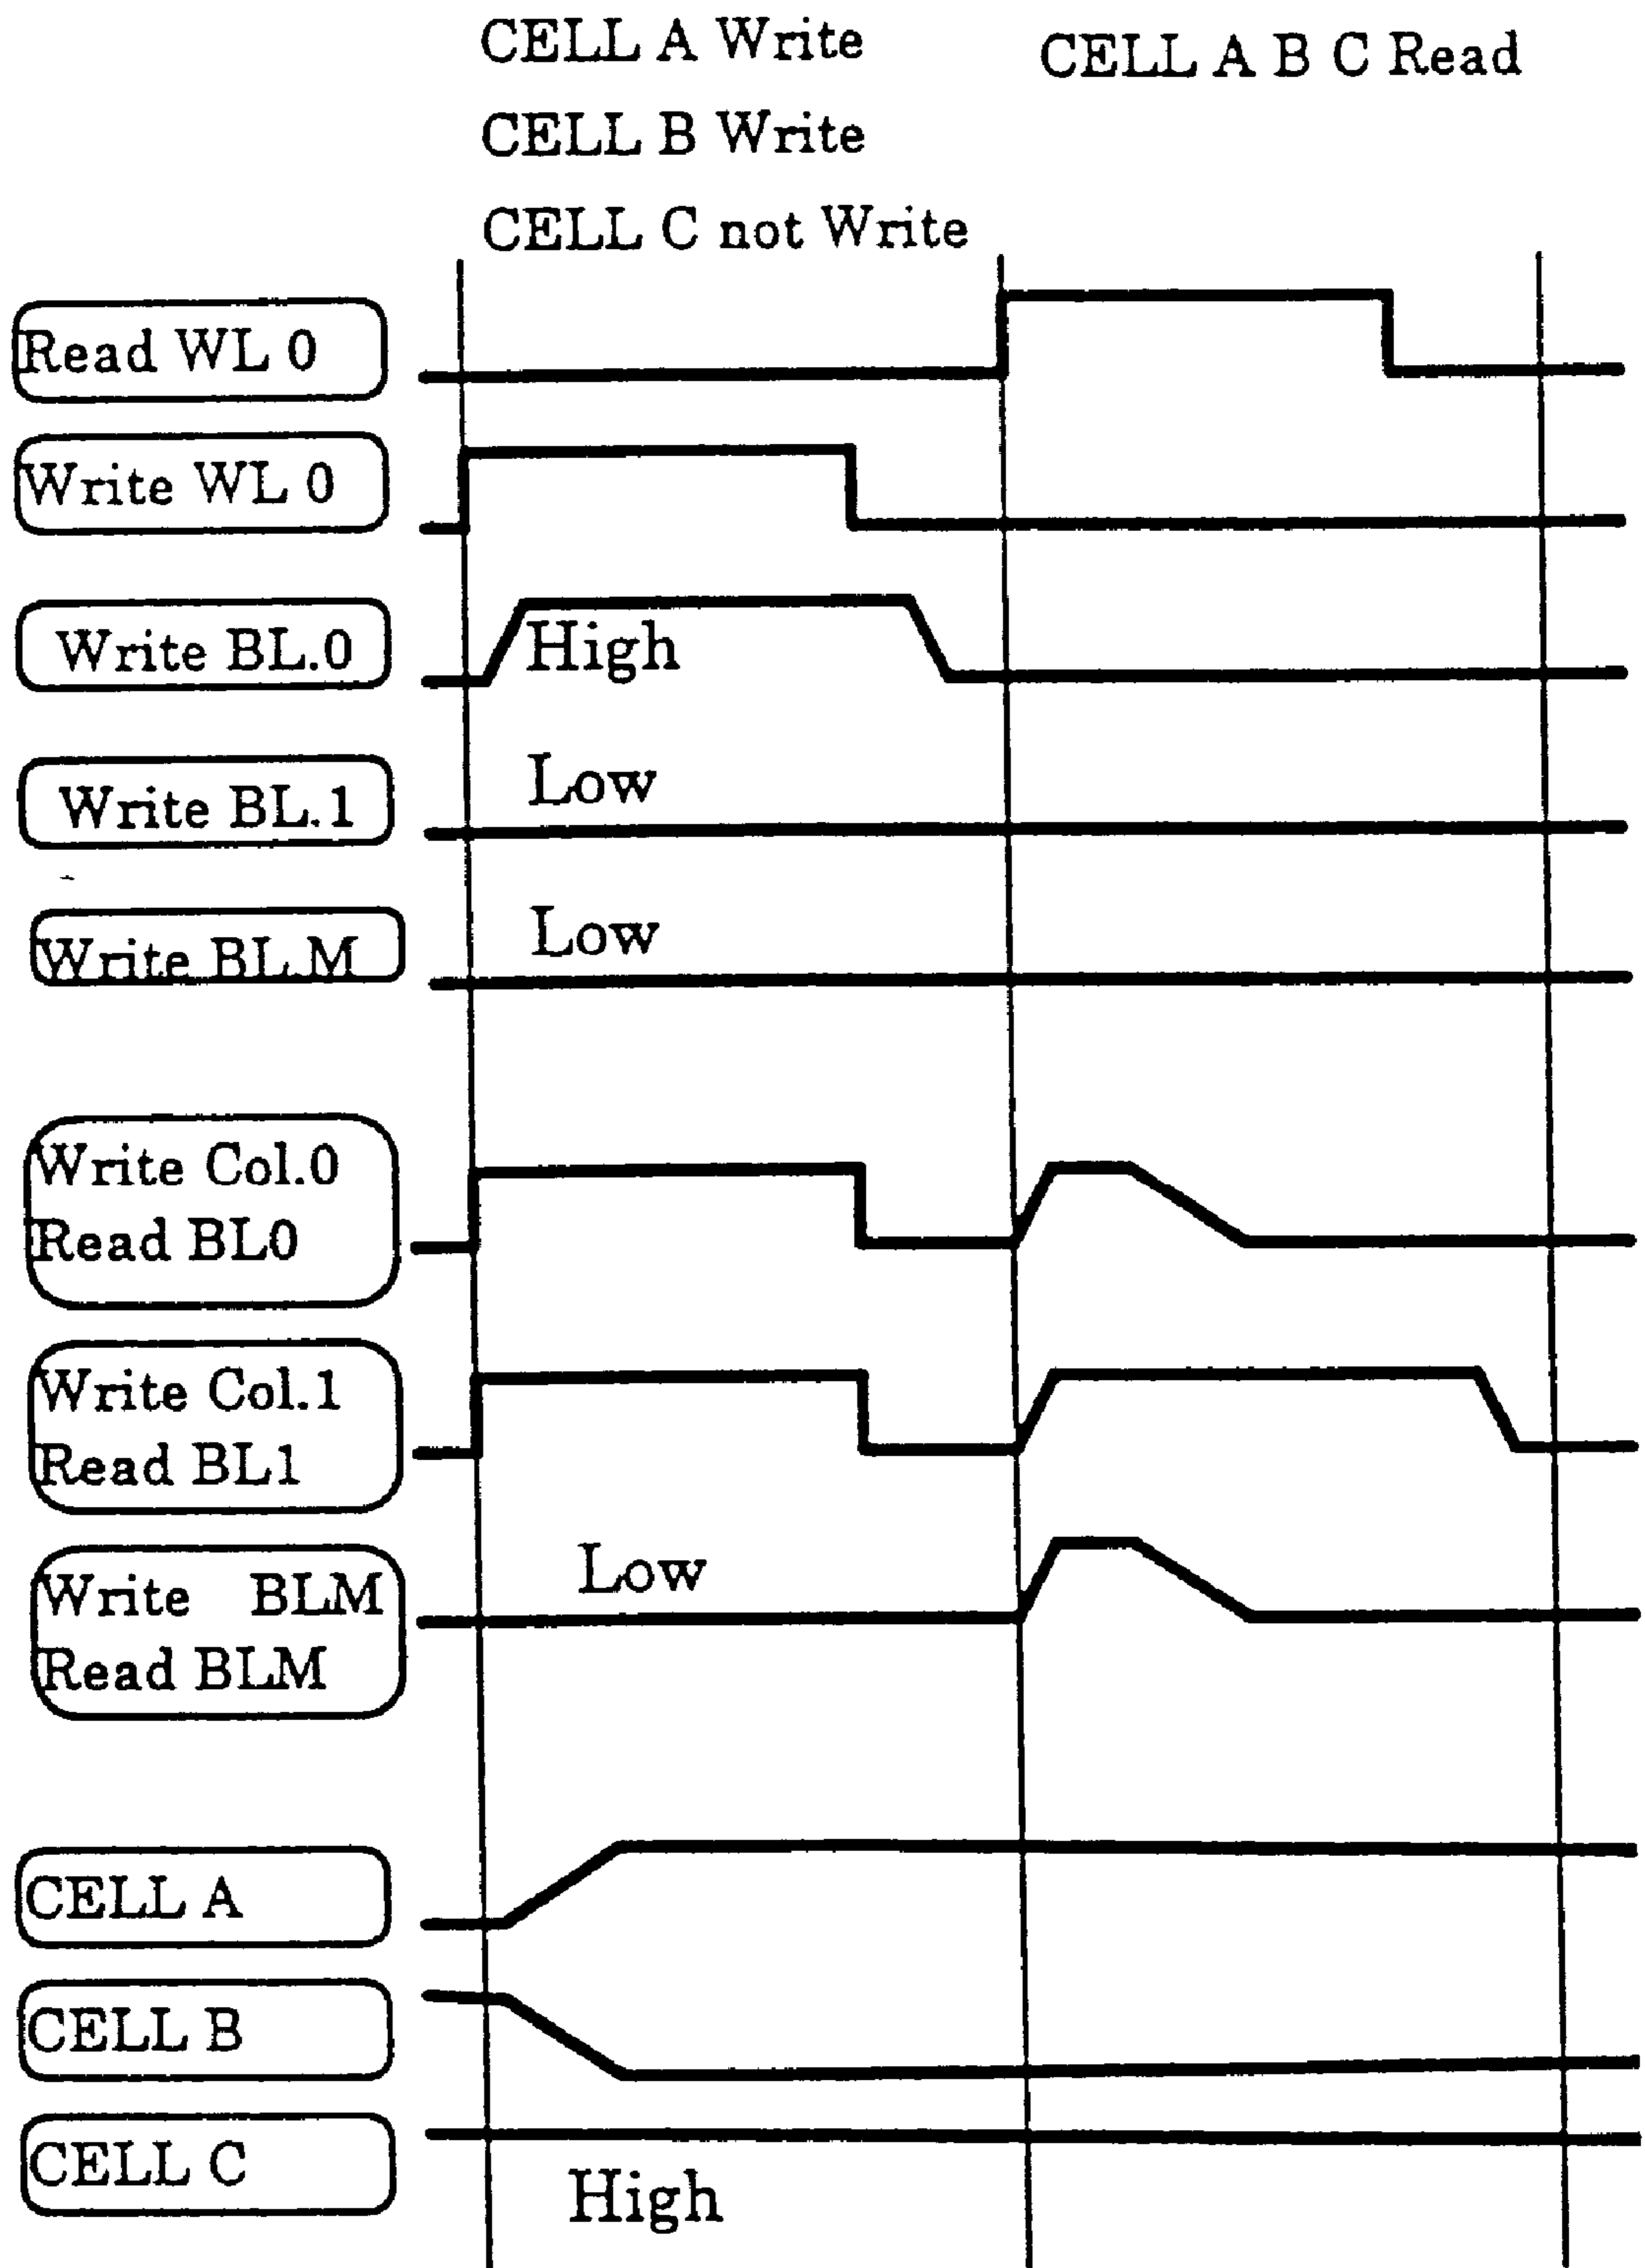 CELL A Write
CELL A B C Read
CELL B Write
CELL C not Write
Read WL 0
Write WL 0
Write BL.0
High
Write BL.1
Low
Write BL.M
Low
Write Col.0
Read BL0
Write Col.1
Read BL1
Write BLM
Low
Read BLM
CELL A
CELL B
CELL C
High